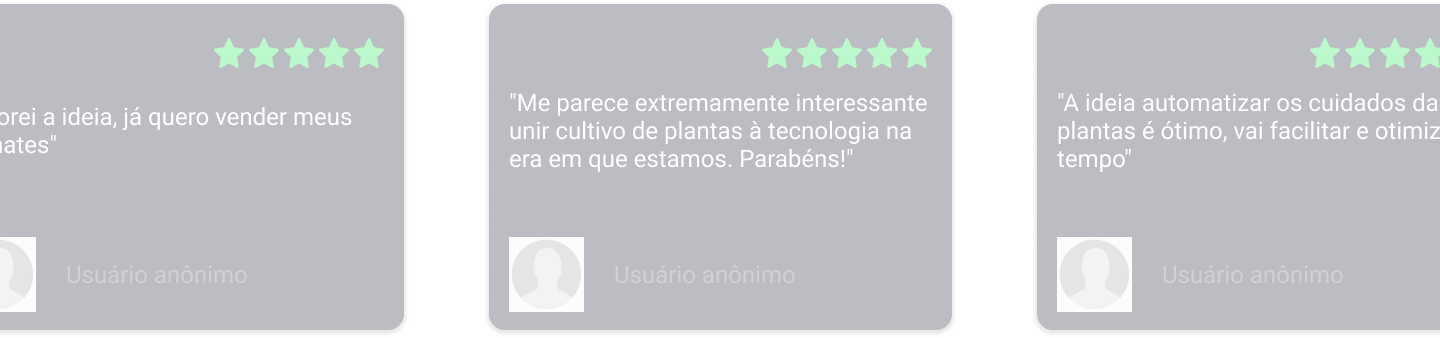 orei a ideia, já quero vender meus
ates"
Usuário anônimo
"Me parece extremamente interessante
unir cultivo de plantas à tecnologia na
era em que estamos. Parabéns!"
Usuário anônimo
"A ideia automatizar os cuidados da
plantas é ótimo, vai facilitar e otimiz
tempo"
Usuário anônimo